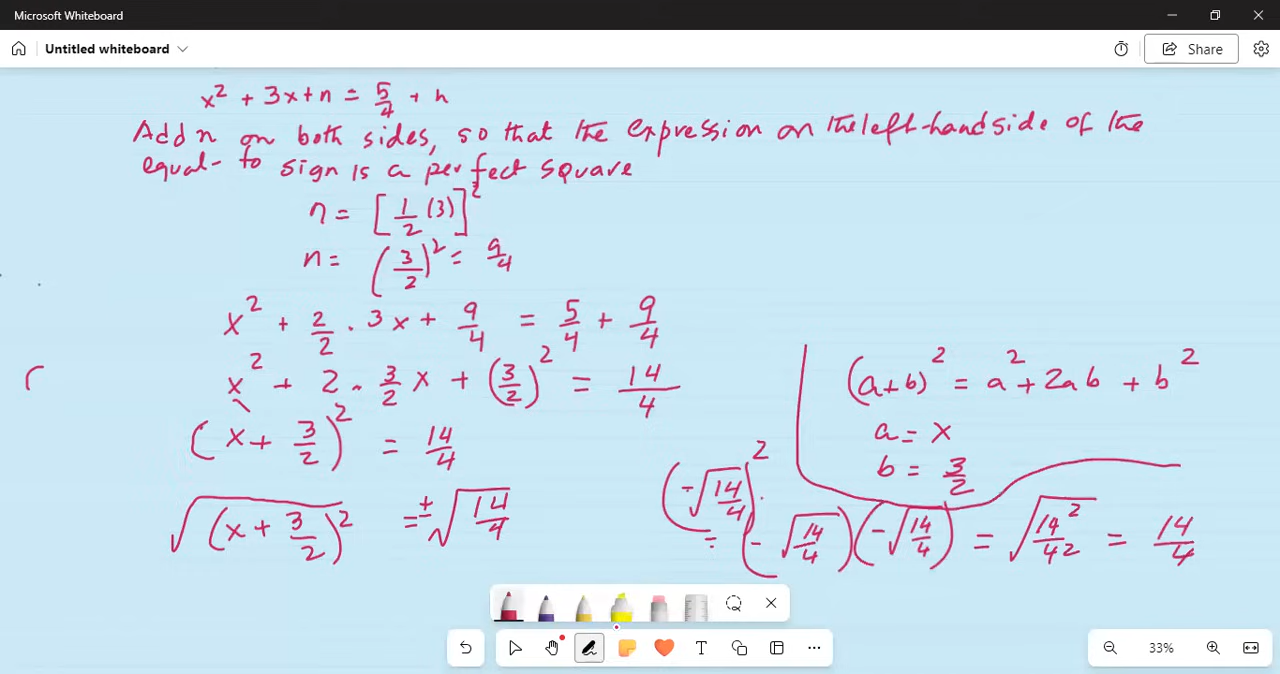 Microsoft Whiteboard
Untitled whiteboard
Share
x² + 3x + n = 5/4 + n
Add n on both sides, so that the expression on the left-hand side of the
equal-to sign is a perfect square
n = [1/2 (3)]²
n = (3/2)² = 9/4
x² + 2/2 · 3x + 9/4 = 5/4 + 9/4
x² + 2 · 3/2 x + (3/2)² = 14/4
(x + 3/2)² = 14/4
√(x + 3/2)² = ±√14/4
(a+b)² = a² + 2ab + b²
a = x
b = 3/2
(-√14/4)²
= (-√14/4)(-√14/4) = √14²/4² = 14/4
33%